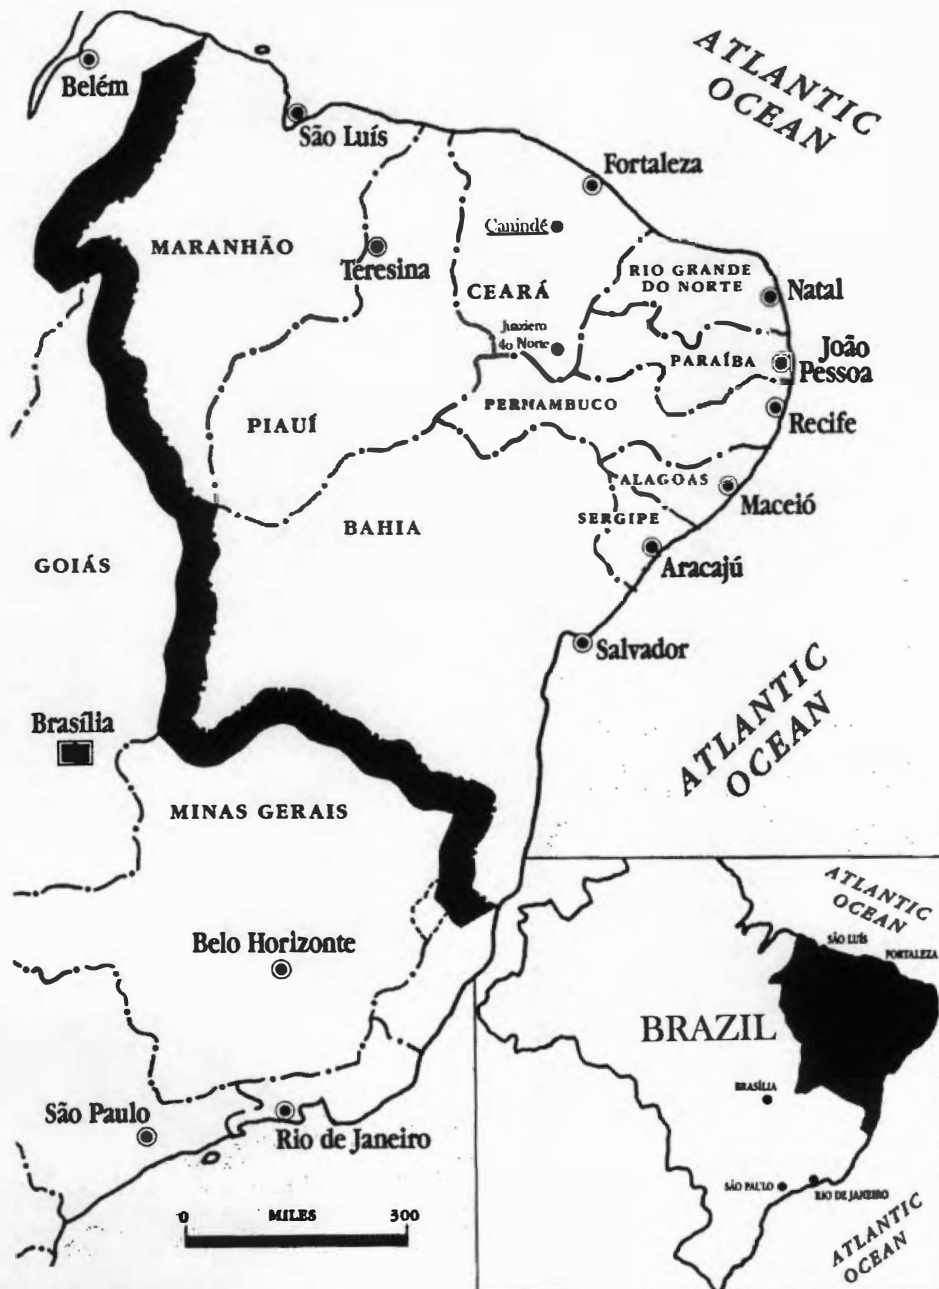 ATLANTIC
OCEAN
Belém
São Luís
Fortaleza
Canindé
MARANHÃO
Teresina
CEARÁ
RIO GRANDE
DO NORTE
Natal
Juaziero
do Norte
PARAÍBA
João
Pessoa
PERNAMBUCO
PIAUÍ
Recife
ALAGOAS
Maceió
BAHIA
SERGIPE
GOIÁS
Aracajú
Salvador
ATLANTIC
OCEAN
Brasília
MINAS GERAIS
Belo Horizonte
São Paulo
Rio de Janeiro
0 MILES 300
ATLANTIC
OCEAN
SÃO LUÍS
FORTALEZA
BRAZIL
BRASÍLIA
SÃO PAULO
RIO DE JANEIRO
ATLANTIC
OCEAN